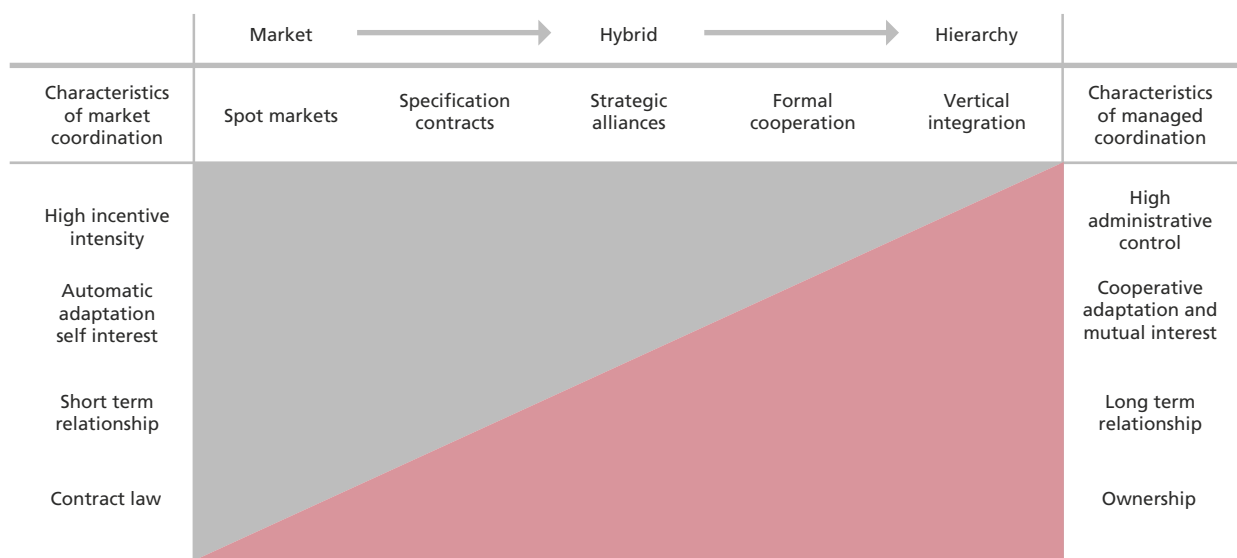 Market
Hybrid
Hierarchy
Characteristics
of market
coordination
Spot markets
Specification
contracts
Strategic
alliances
Formal
cooperation
Vertical
integration
Characteristics
of managed
coordination
High incentive
intensity
High
administrative
control
Automatic
adaptation
self interest
Cooperative
adaptation and
mutual interest
Short term
relationship
Long term
relationship
Contract law
Ownership